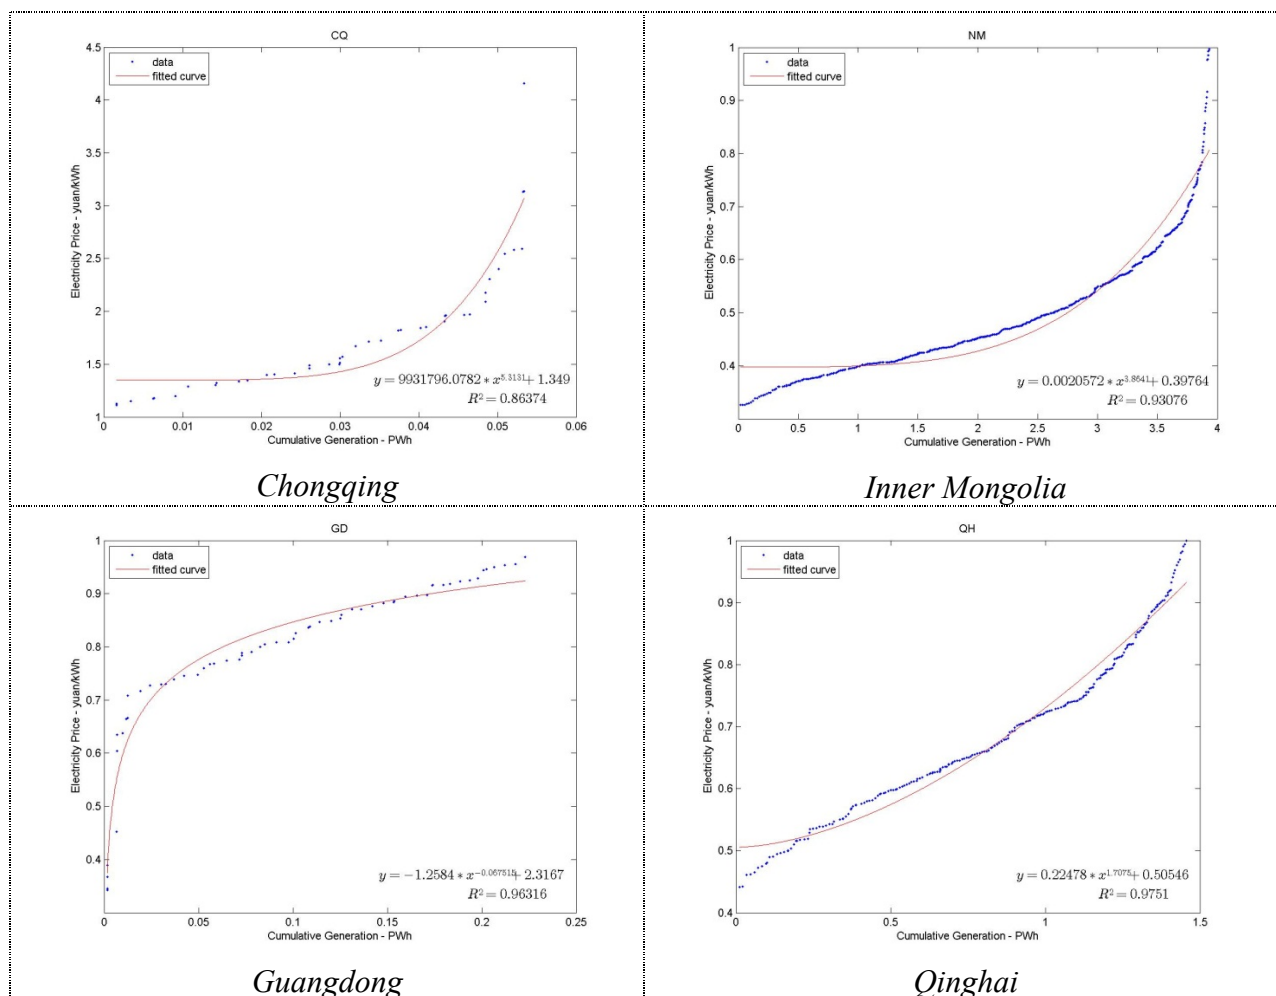 CQ
4.5
4
3.5
3
2.5
2
1.5
1
0
0.01
0.02
0.03
0.04
0.05
0.06
Electricity Price - yuan/kWh
Cumulative Generation - PWh
data
fitted curve
y = 9931796.0782 * x^5.3131 + 1.349
R² = 0.86374
Chongqing
NM
1
0.9
0.8
0.7
0.6
0.5
0.4
0
0.5
1
1.5
2
2.5
3
3.5
4
Electricity Price - yuan/kWh
Cumulative Generation - PWh
data
fitted curve
y = 0.0020572 * x^3.8641 + 0.39764
R² = 0.93076
Inner Mongolia
GD
1
0.9
0.8
0.7
0.6
0.5
0.4
0
0.05
0.1
0.15
0.2
0.25
Electricity Price - yuan/kWh
Cumulative Generation - PWh
data
fitted curve
y = −1.2584 * x^−0.067515 + 2.3167
R² = 0.96316
Guangdong
QH
1
0.9
0.8
0.7
0.6
0.5
0.4
0
0.5
1
1.5
Electricity Price - yuan/kWh
Cumulative Generation - PWh
data
fitted curve
y = 0.22478 * x^1.7075 + 0.50546
R² = 0.9751
Qinghai